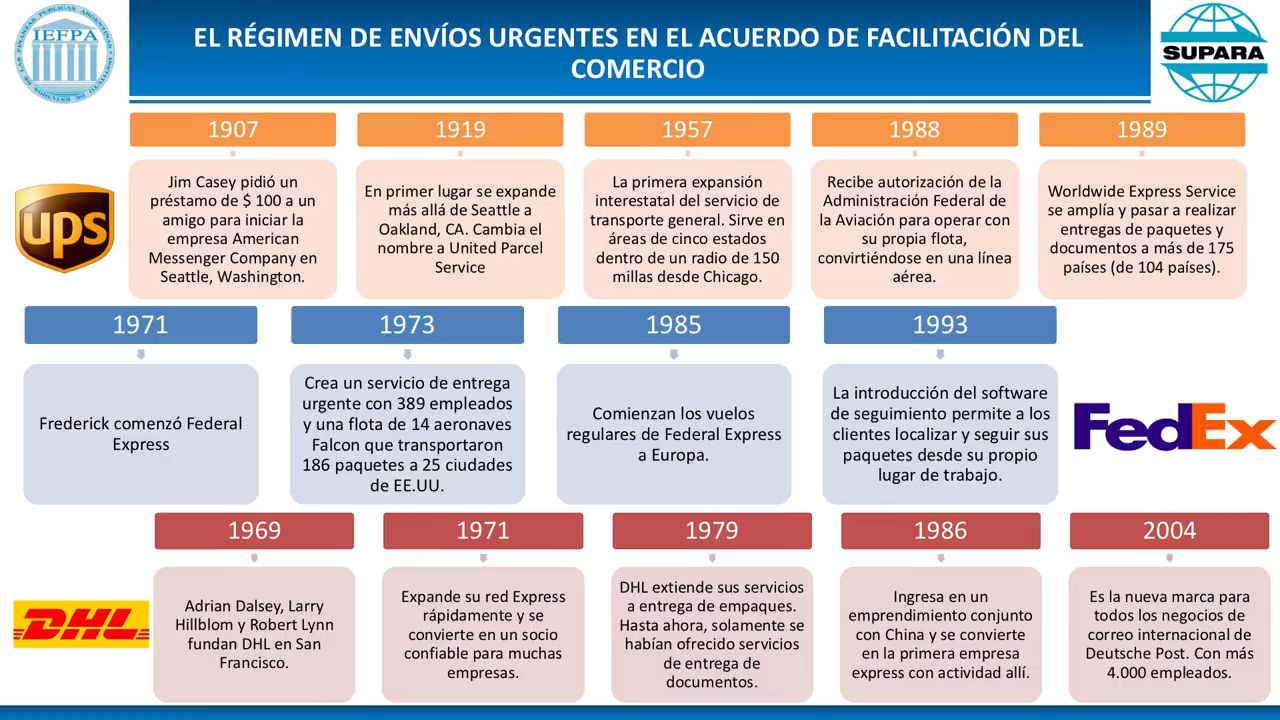 IEFPA
EL RÉGIMEN DE ENVÍOS URGENTES EN EL ACUERDO DE FACILITACIÓN DEL
COMERCIO
SUPARA
1907
1919
1957
1988
1989
ups
Jim Casey pidió un
préstamo de $ 100 a un
amigo para iniciar la
empresa American
Messenger Company en
Seattle, Washington.
En primer lugar se expande
más allá de Seattle a
Oakland, CA. Cambia el
nombre a United Parcel
Service
La primera expansión
interestatal del servicio de
transporte general. Sirve en
áreas de cinco estados
dentro de un radio de 150
millas desde Chicago.
Recibe autorización de la
Administración Federal de
la Aviación para operar con
su propia flota,
convirtiéndose en una línea
aérea.
Worldwide Express Service
se amplía y pasar a realizar
entregas de paquetes y
documentos a más de 175
países (de 104 países).
1971
1973
1985
1993
Frederick comenzó Federal
Express
Crea un servicio de entrega
urgente con 389 empleados
y una flota de 14 aeronaves
Falcon que transportaron
186 paquetes a 25 ciudades
de EE.UU.
Comienzan los vuelos
regulares de Federal Express
a Europa.
La introducción del software
de seguimiento permite a los
clientes localizar y seguir sus
paquetes desde su propio
lugar de trabajo.
FedEx
1969
1971
1979
1986
2004
DHL
Adrian Dalsey, Larry
Hillblom y Robert Lynn
fundan DHL en San
Francisco.
Expande su red Express
rápidamente y se
convierte en un socio
confiable para muchas
empresas.
DHL extiende sus servicios
a entrega de empaques.
Hasta ahora, solamente se
habían ofrecido servicios
de entrega de
documentos.
Ingresa en un
emprendimiento conjunto
con China y se convierte
en la primera empresa
express con actividad allí.
Es la nueva marca para
todos los negocios de
correo internacional de
Deutsche Post. Con más
4.000 empleados.